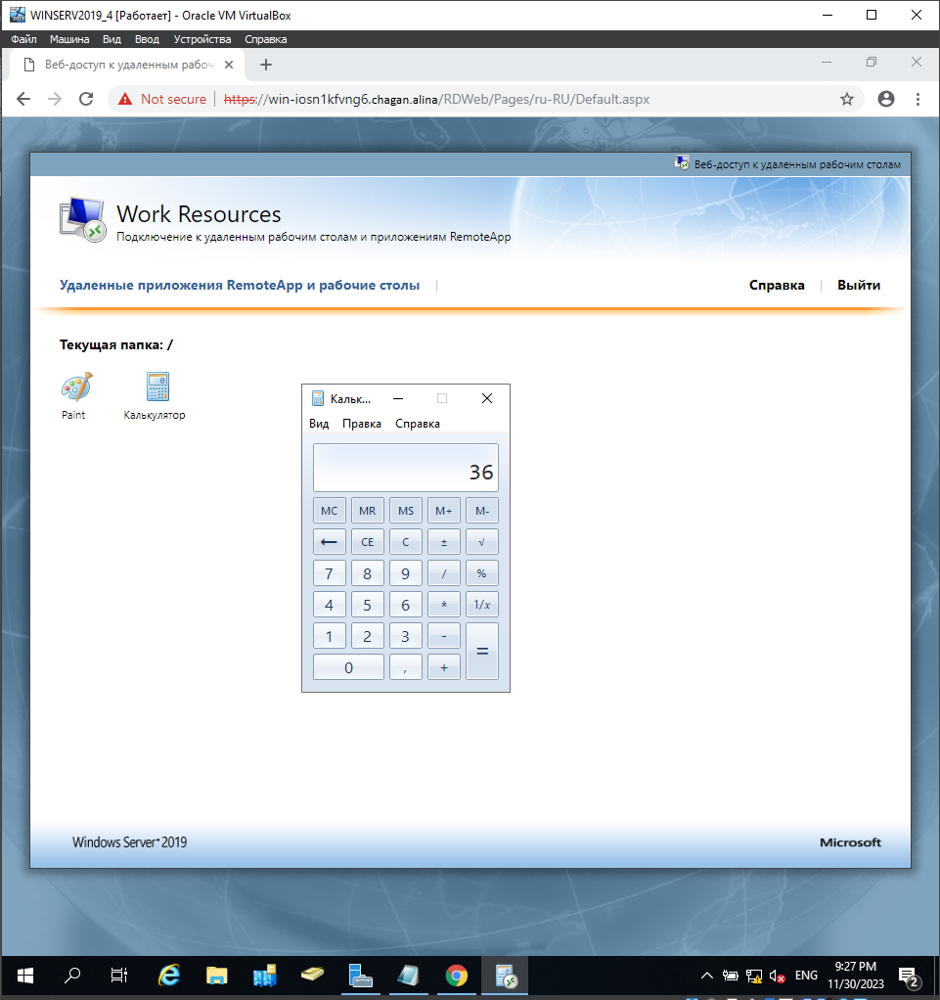 WINSERV2019_4 [Работает] - Oracle VM VirtualBox
Файл Машина Вид Ввод Устройства Справка
Веб-доступ к удаленным рабоч
Not secure | https://win-iosn1kfvng6.chagan.alina/RDWeb/Pages/ru-RU/Default.aspx
Веб-доступ к удаленным рабочим столам
Work Resources
Подключение к удаленным рабочим столам и приложениям RemoteApp
Удаленные приложения RemoteApp и рабочие столы | Справка | Выйти
Текущая папка: /
Paint Калькулятор
Кальк...
Вид Правка Справка
36
MC MR MS M+ M-
← CE C ± √
7 8 9 / %
4 5 6 * 1/x
1 2 3 - =
0 , +
Windows Server 2019 Microsoft
ENG 9:27 PM
11/30/2023 2